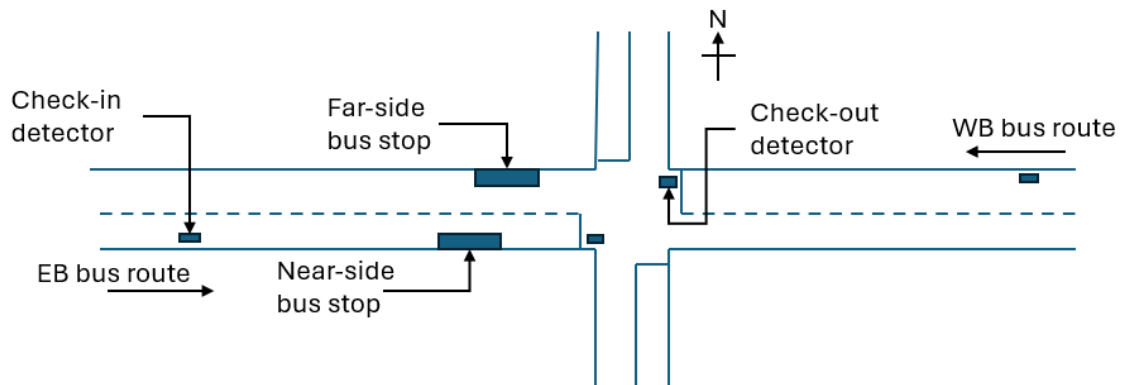 N
Check-in
detector
Far-side
bus stop
Check-out
detector
WB bus route
EB bus route
Near-side
bus stop